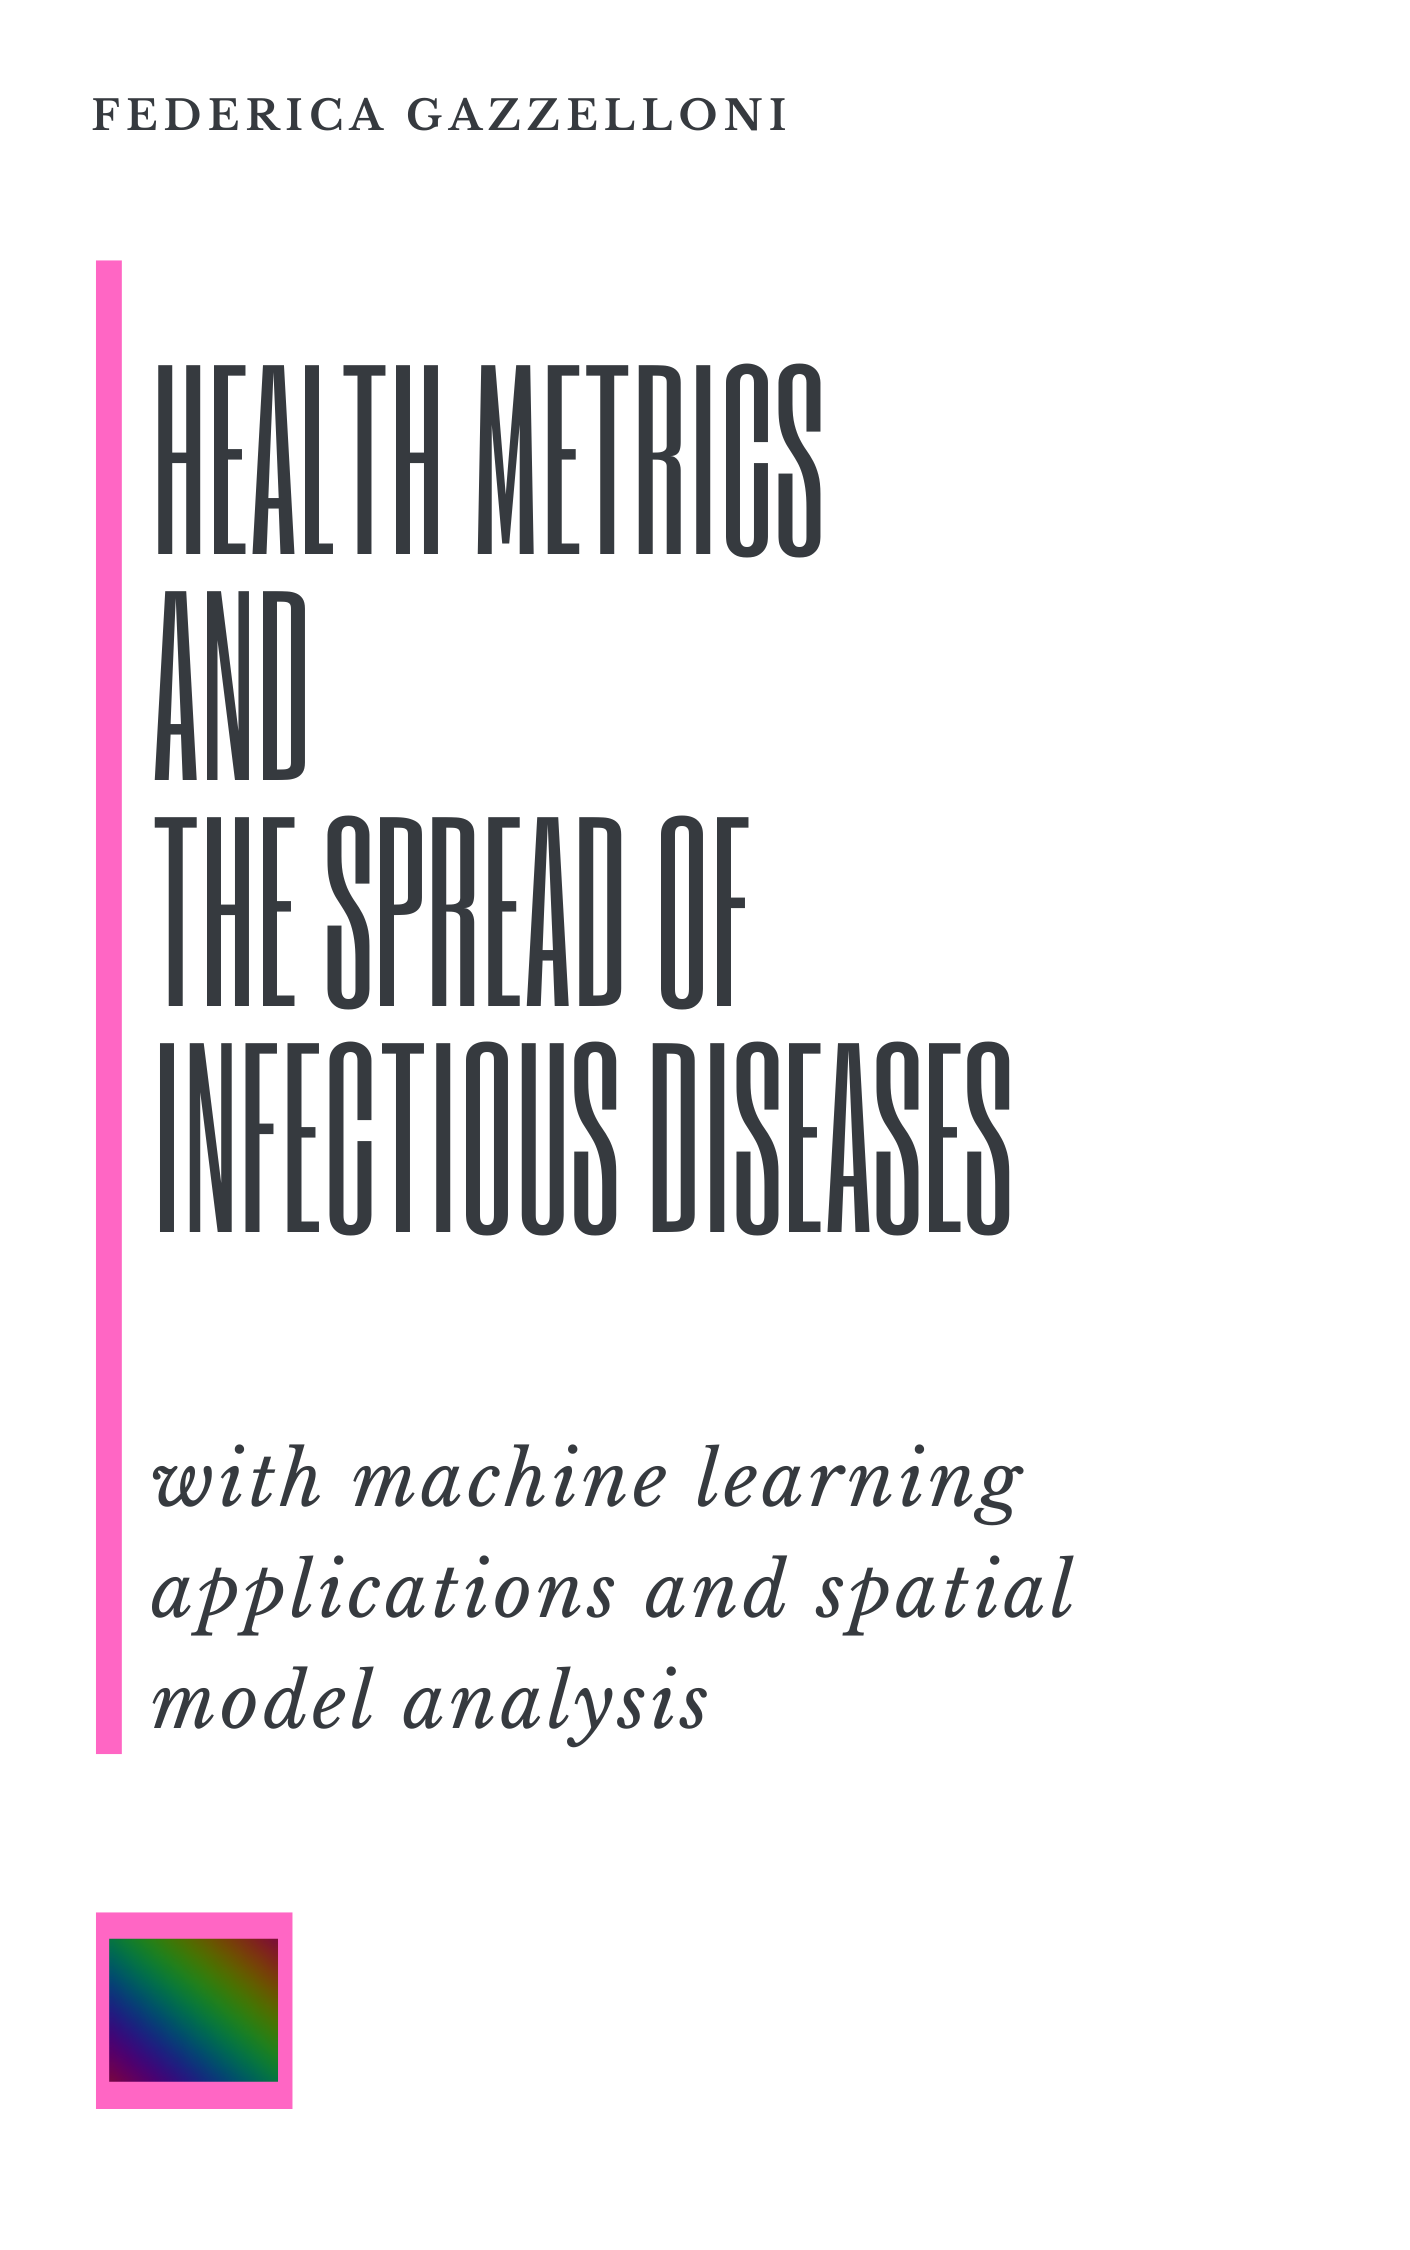 FEDERICA GAZZELLONI
HEALTH METRICS
AND
THE SPREAD OF
INFECTIOUS DISEASES
with machine learning
applications and spatial
model analysis